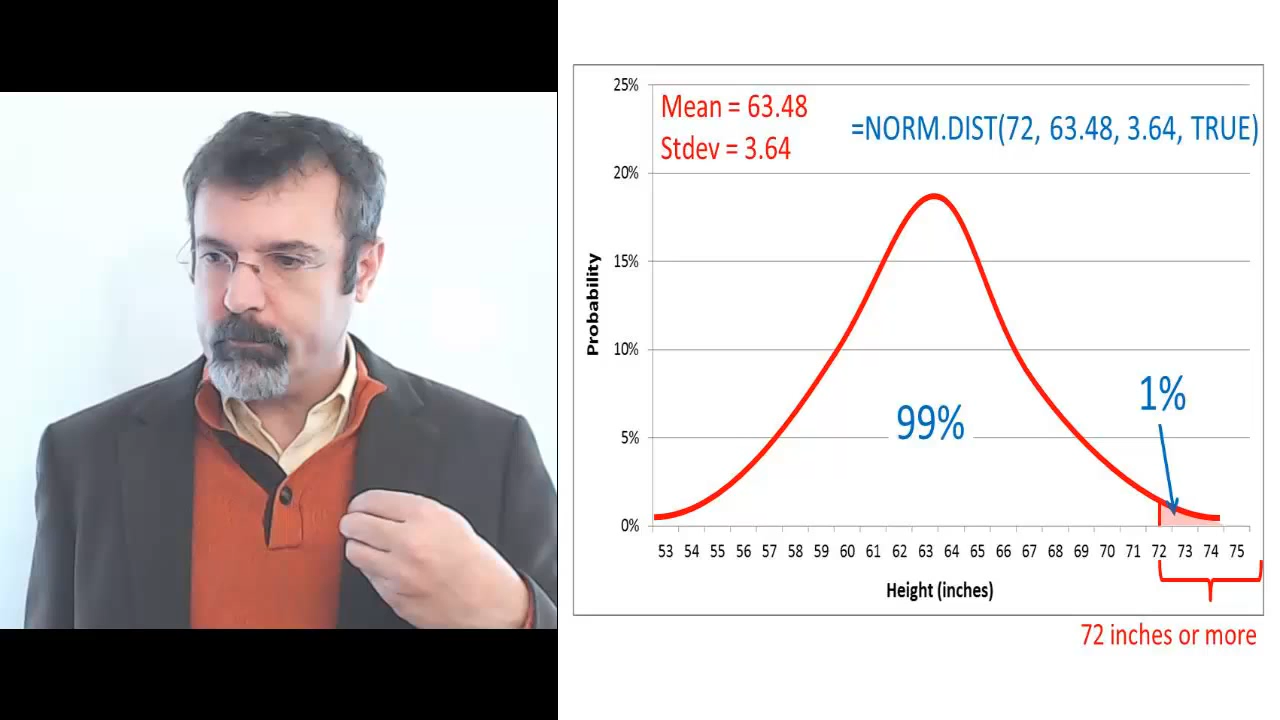 Mean = 63.48
Stdev = 3.64
=NORM.DIST(72, 63.48, 3.64, TRUE)
25%
20%
15%
10%
5%
0%
Probability
99%
1%
53 54 55 56 57 58 59 60 61 62 63 64 65 66 67 68 69 70 71 72 73 74 75
Height (inches)
72 inches or more